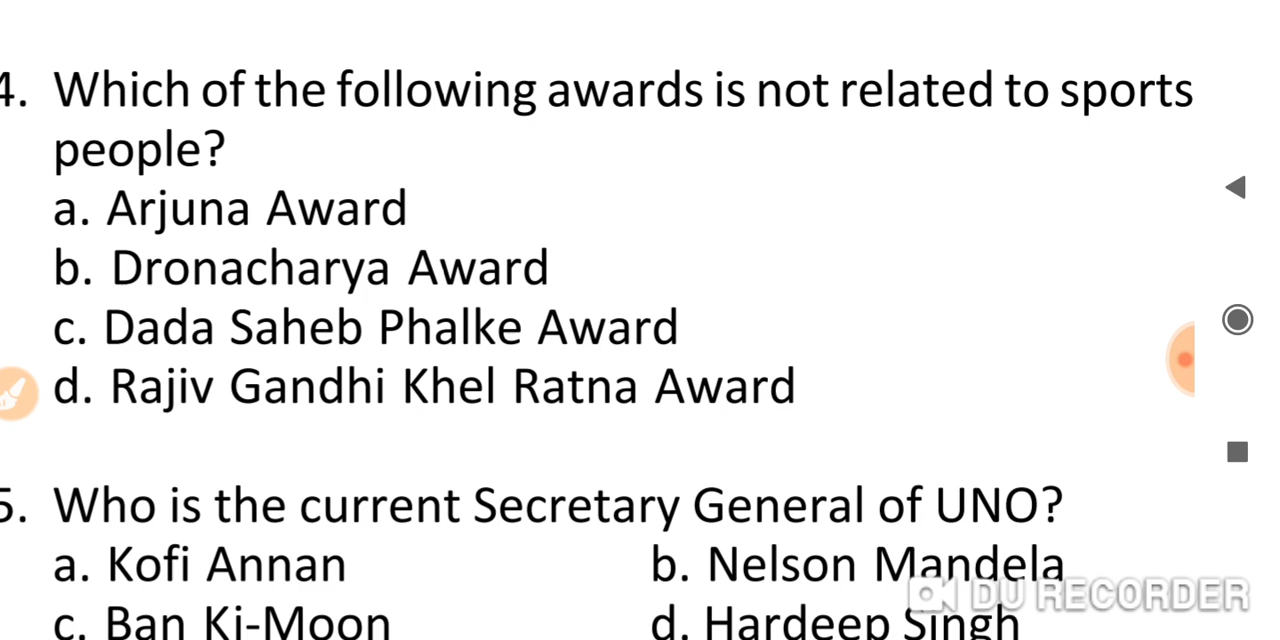 4. Which of the following awards is not related to sports
people?
a. Arjuna Award
b. Dronacharya Award
c. Dada Saheb Phalke Award
d. Rajiv Gandhi Khel Ratna Award
5. Who is the current Secretary General of UNO?
a. Kofi Annan b. Nelson Mandela
DU RECORDER
c. Ban Ki-Moon d. Hardeep Singh